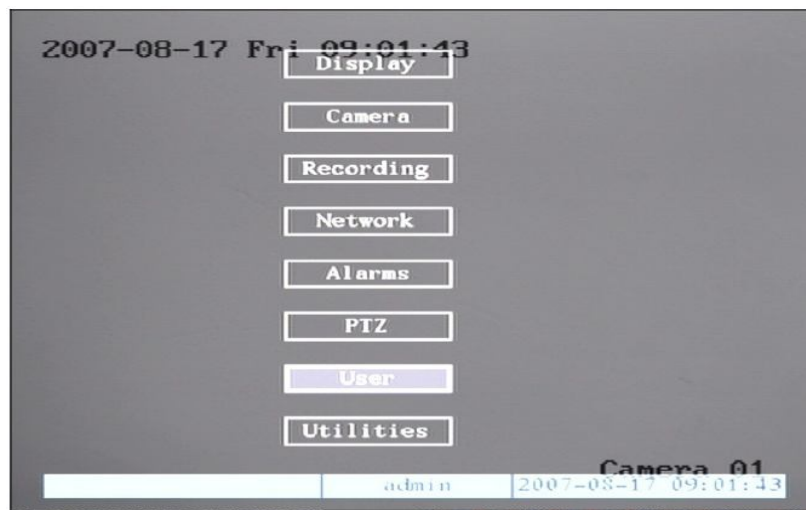 2007-08-17 Fri 09:01:43
Display
Camera
Recording
Network
Alarms
PTZ
User
Utilities
Camera 01
admin 2007-08-17 09:01:43